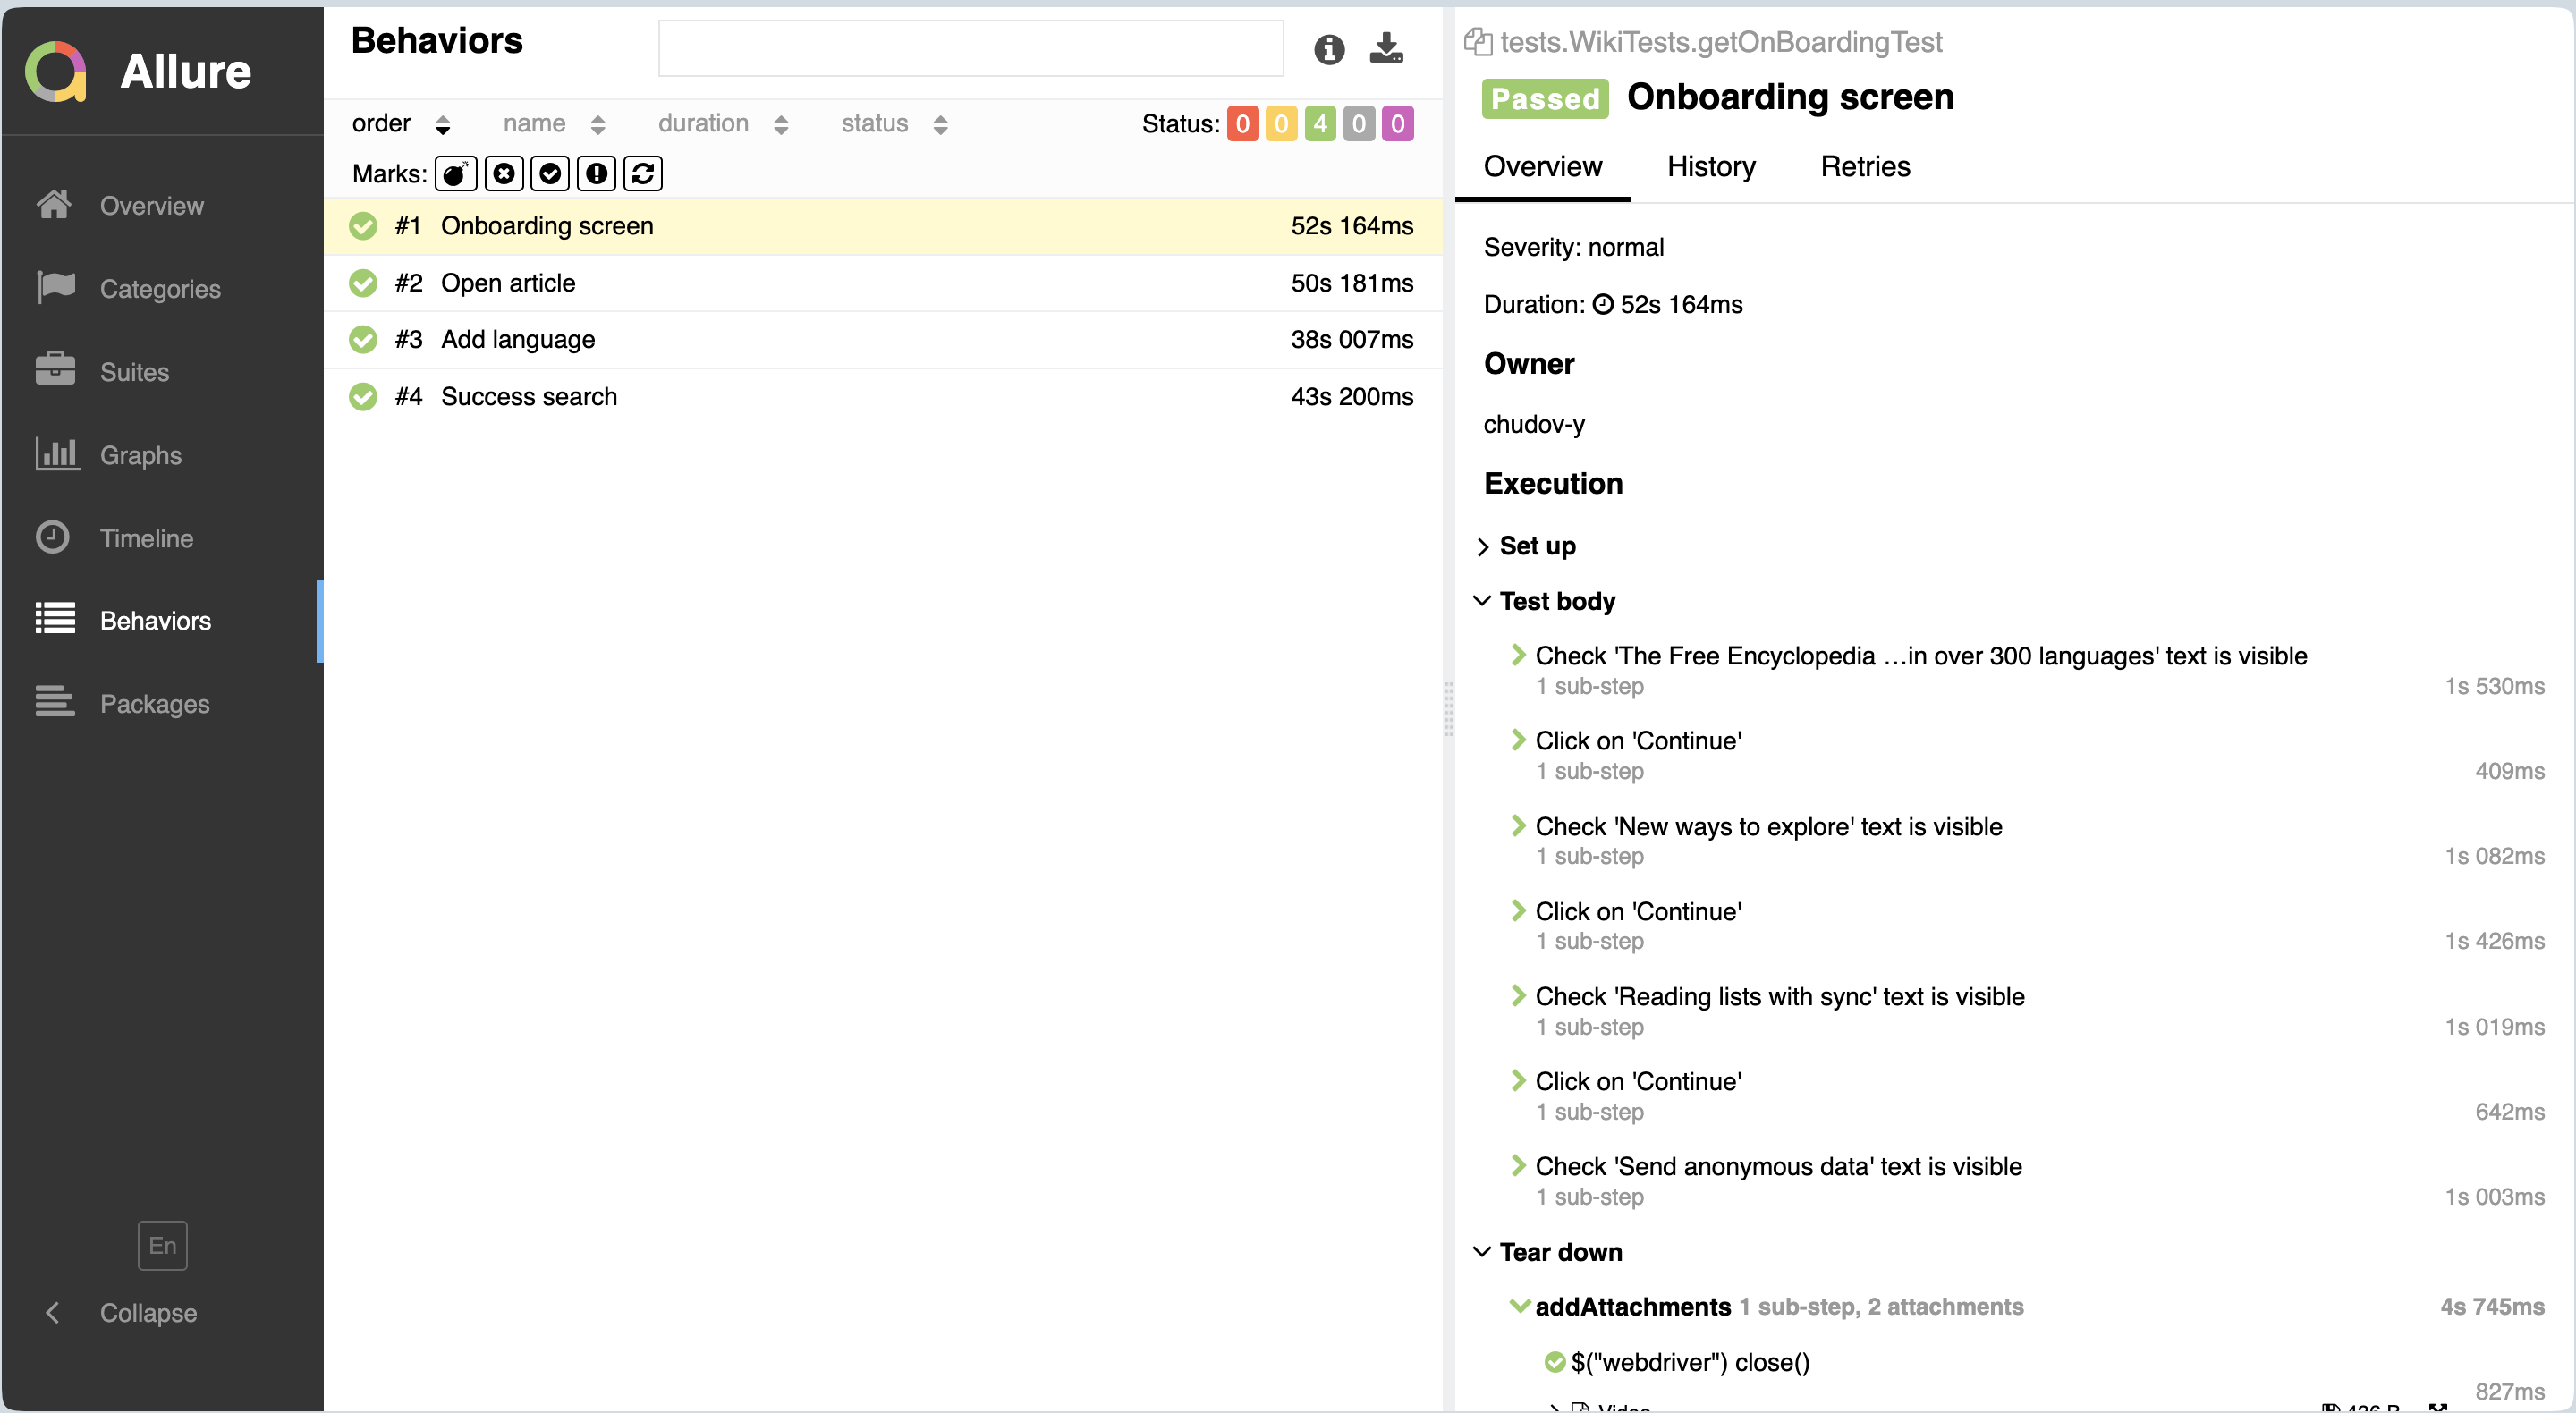 Allure
Overview
Categories
Suites
Graphs
Timeline
Behaviors
Packages
En
Collapse
Behaviors
order name duration status Status: 0 0 4 0 0
Marks:
#1 Onboarding screen 52s 164ms
#2 Open article 50s 181ms
#3 Add language 38s 007ms
#4 Success search 43s 200ms
tests.WikiTests.getOnBoardingTest
Passed Onboarding screen
Overview History Retries
Severity: normal
Duration: 52s 164ms
Owner
chudov-y
Execution
Set up
Test body
Check 'The Free Encyclopedia …in over 300 languages' text is visible
1 sub-step 1s 530ms
Click on 'Continue'
1 sub-step 409ms
Check 'New ways to explore' text is visible
1 sub-step 1s 082ms
Click on 'Continue'
1 sub-step 1s 426ms
Check 'Reading lists with sync' text is visible
1 sub-step 1s 019ms
Click on 'Continue'
1 sub-step 642ms
Check 'Send anonymous data' text is visible
1 sub-step 1s 003ms
Tear down
addAttachments 1 sub-step, 2 attachments 4s 745ms
$("webdriver") close()
827ms
Video